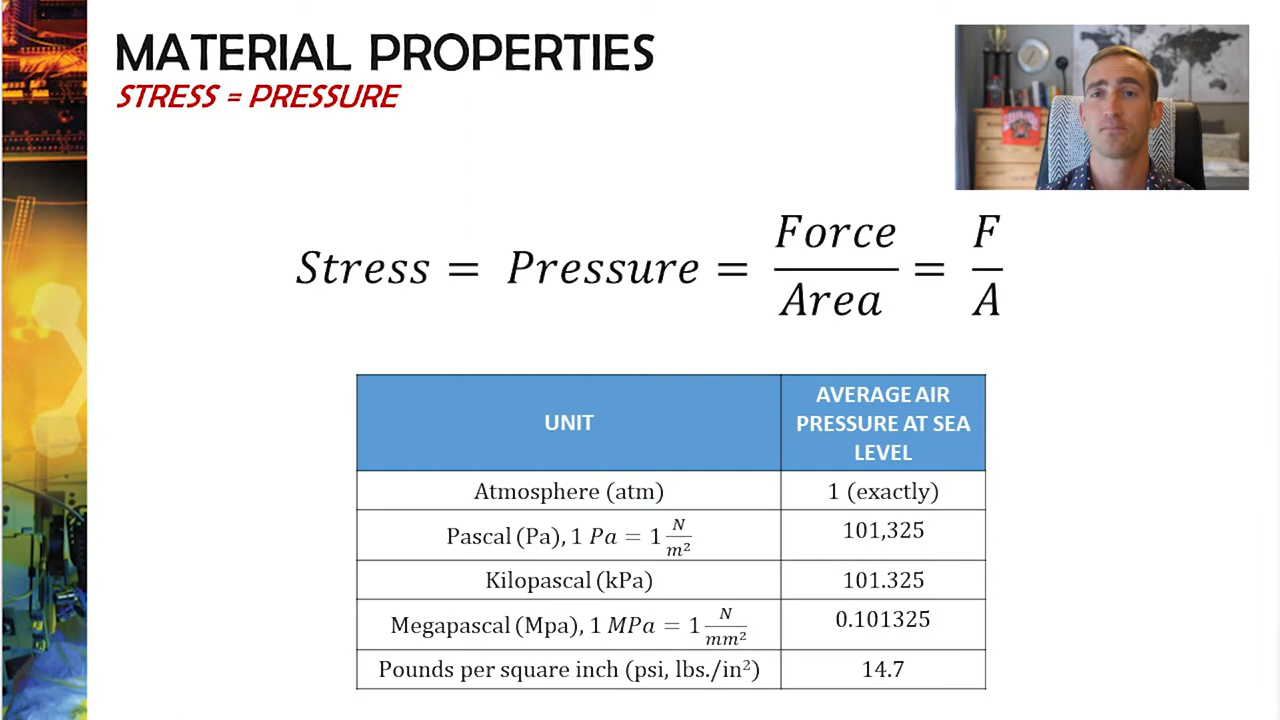 MATERIAL PROPERTIES
STRESS = PRESSURE
Stress = Pressure = Force/Area = F/A
UNIT
AVERAGE AIR
PRESSURE AT SEA
LEVEL
Atmosphere (atm) 1 (exactly)
Pascal (Pa), 1 Pa = 1 N/m² 101,325
Kilopascal (kPa) 101.325
Megapascal (Mpa), 1 MPa = 1 N/mm² 0.101325
Pounds per square inch (psi, lbs./in²) 14.7